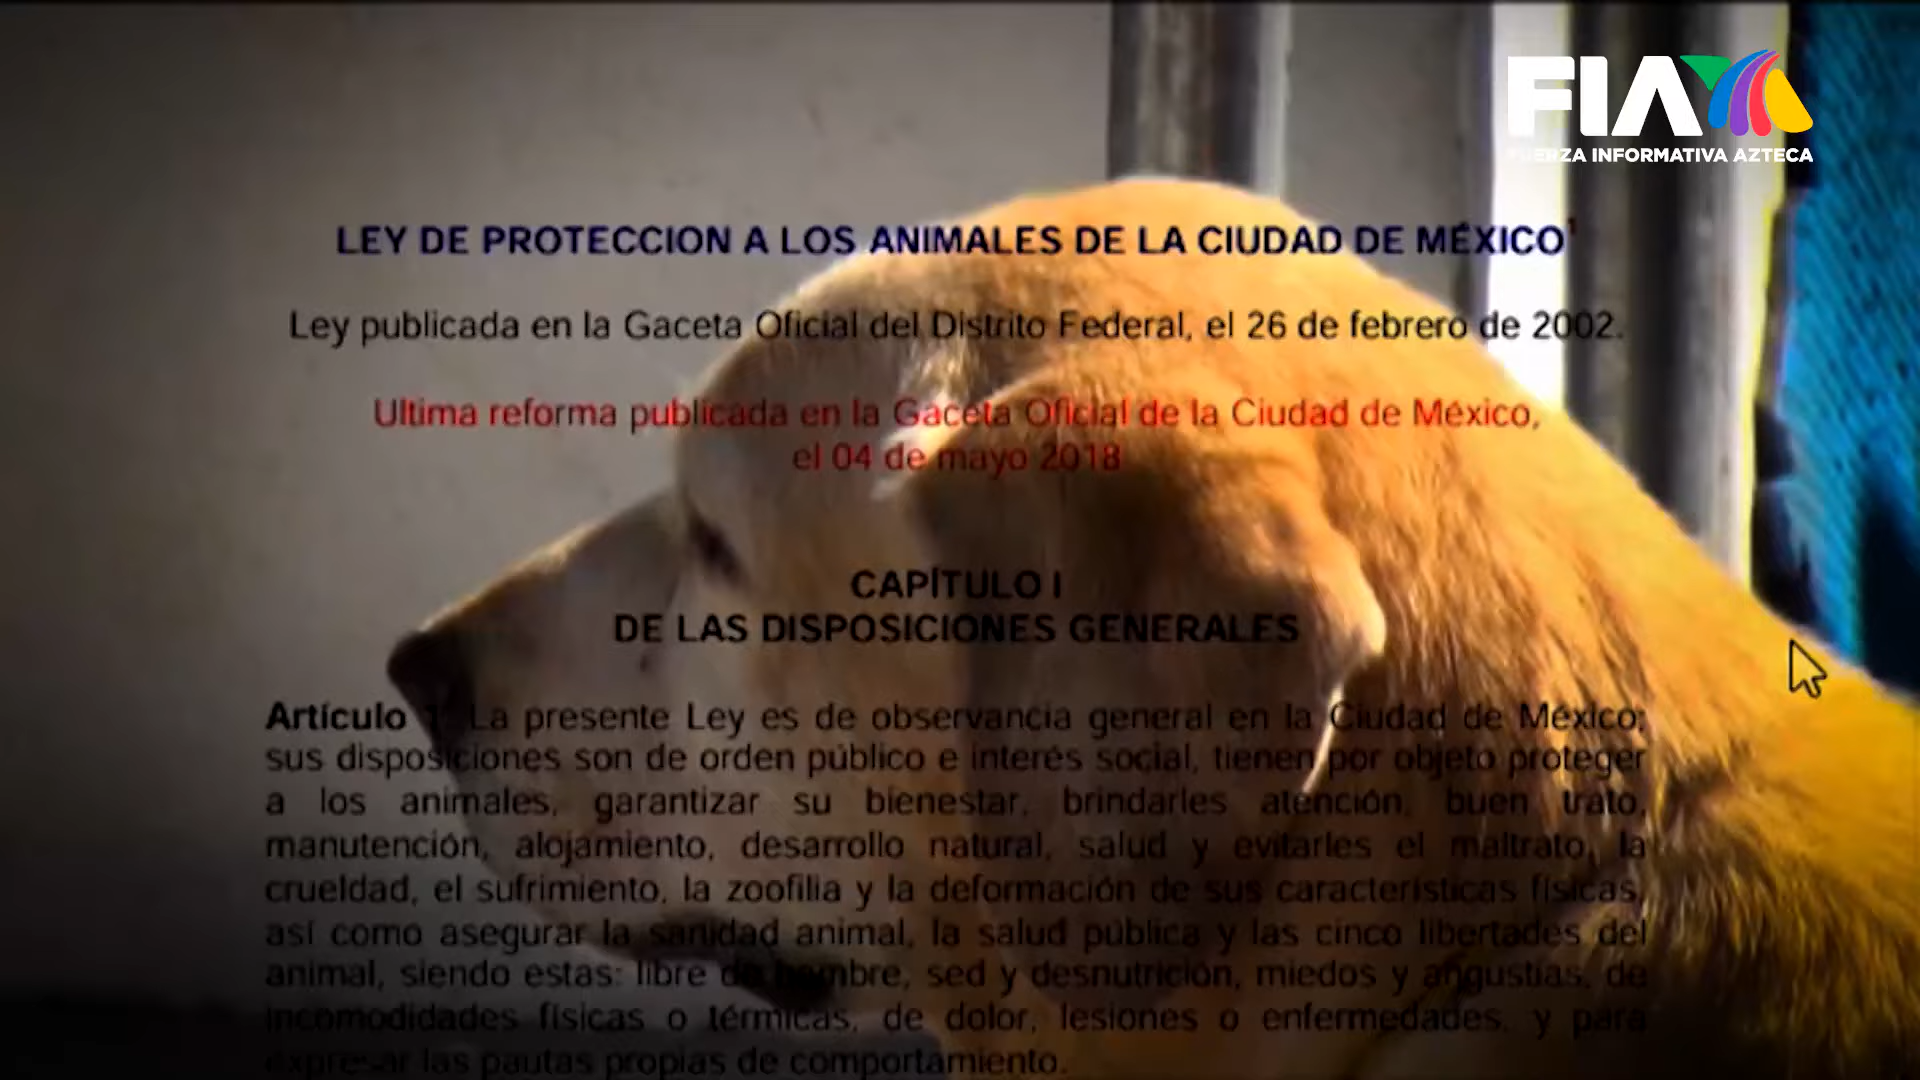 FIA
FUERZA INFORMATIVA AZTECA
LEY DE PROTECCION A LOS ANIMALES DE LA CIUDAD DE MÉXICO¹
Ley publicada en la Gaceta Oficial del Distrito Federal, el 26 de febrero de 2002.
Ultima reforma publicada en la Gaceta Oficial de la Ciudad de México,
el 04 de mayo 2018
CAPÍTULO I
DE LAS DISPOSICIONES GENERALES
Artículo 1° La presente Ley es de observancia general en la Ciudad de México;
sus disposiciones son de orden público e interés social, tienen por objeto proteger
a los animales, garantizar su bienestar, brindarles atención, buen trato,
manutención, alojamiento, desarrollo natural, salud y evitarles el maltrato, la
crueldad, el sufrimiento, la zoofilia y la deformación de sus características físicas,
así como asegurar la sanidad animal, la salud pública y las cinco libertades del
animal, siendo estas: libre de hambre, sed y desnutrición, miedos y angustias, de
incomodidades físicas o térmicas, de dolor, lesiones o enfermedades, y para
expresar las pautas propias de comportamiento.